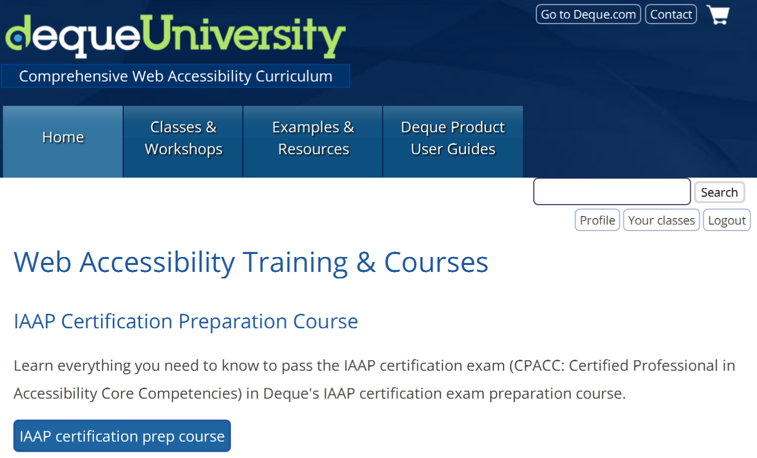 dequeUniversity
Go to Deque.com
Contact
Comprehensive Web Accessibility Curriculum
Home
Classes &
Workshops
Examples &
Resources
Deque Product
User Guides
Search
Profile
Your classes
Logout
Web Accessibility Training & Courses
IAAP Certification Preparation Course
Learn everything you need to know to pass the IAAP certification exam (CPACC: Certified Professional in
Accessibility Core Competencies) in Deque's IAAP certification exam preparation course.
IAAP certification prep course